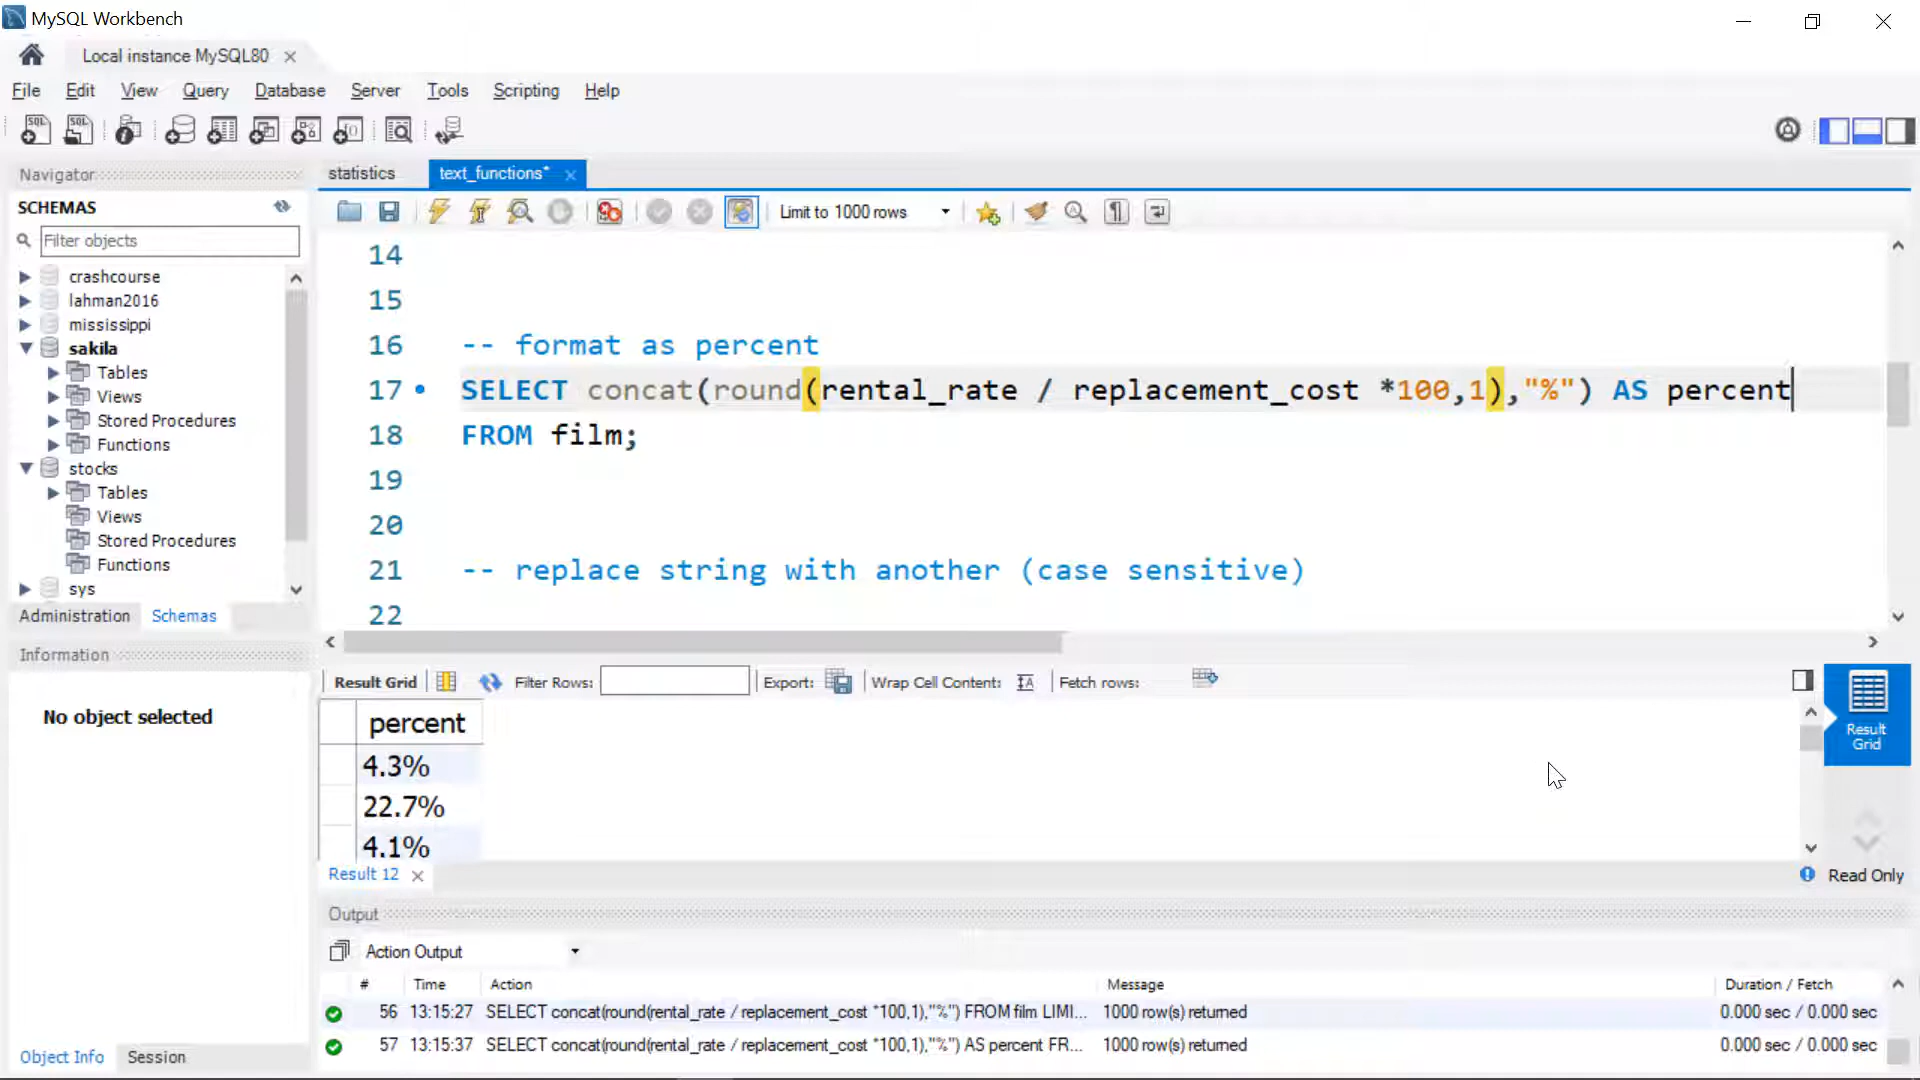 MySQL Workbench
Local instance MySQL80
File Edit View Query Database Server Tools Scripting Help
Navigator
SCHEMAS
Filter objects
crashcourse
lahman2016
mississippi
sakila
Tables
Views
Stored Procedures
Functions
stocks
Tables
Views
Stored Procedures
Functions
sys
Administration Schemas
Information
No object selected
Object Info Session
statistics text_functions*
Limit to 1000 rows
14
15
16 -- format as percent
17 SELECT concat(round(rental_rate / replacement_cost *100,1),"%") AS percent
18 FROM film;
19
20
21 -- replace string with another (case sensitive)
22
Result Grid Filter Rows: Export: Wrap Cell Content: Fetch rows:
percent
4.3%
22.7%
4.1%
Result Grid
Result 12
Read Only
Output
Action Output
# Time Action Message Duration / Fetch
56 13:15:27 SELECT concat(round(rental_rate / replacement_cost *100,1),"%") FROM film LIMI... 1000 row(s) returned 0.000 sec / 0.000 sec
57 13:15:37 SELECT concat(round(rental_rate / replacement_cost *100,1),"%") AS percent FR... 1000 row(s) returned 0.000 sec / 0.000 sec